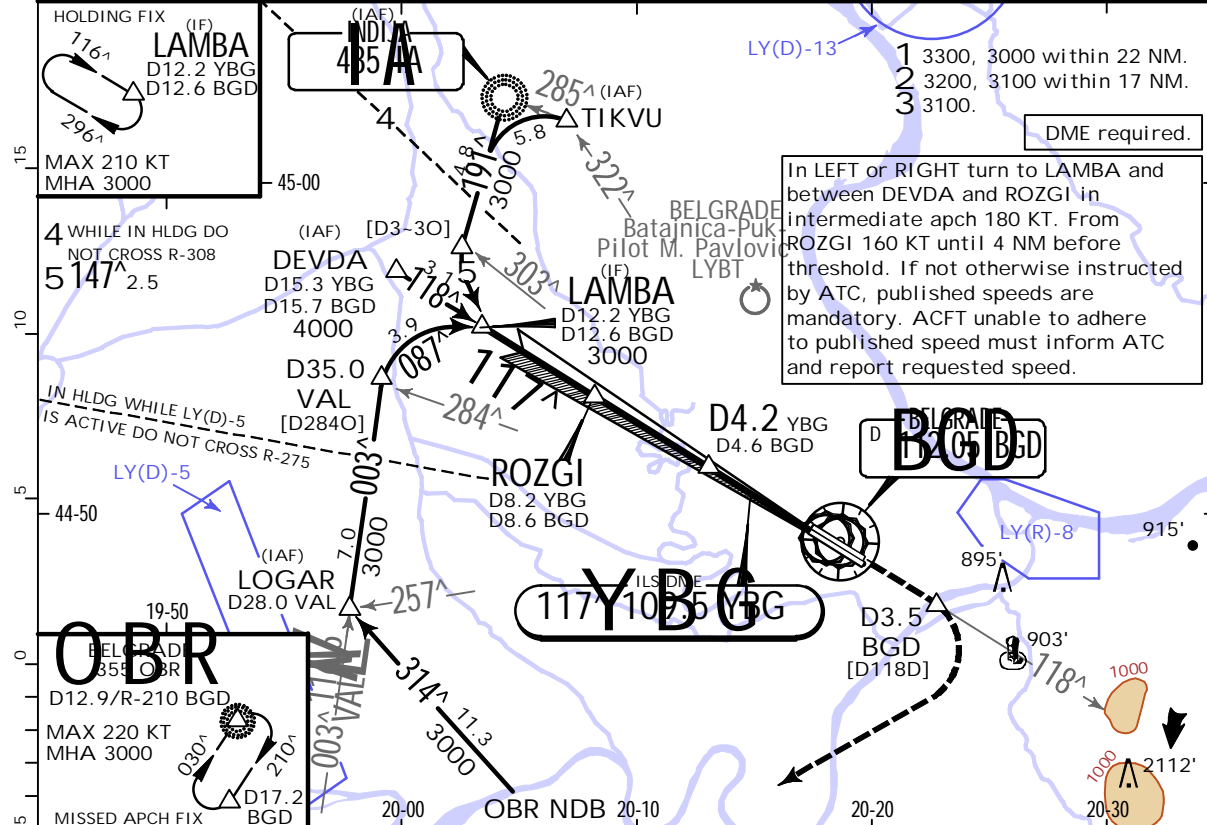 HOLDING FIX
(IF)
LAMBA
D12.2 YBG
D12.6 BGD
116^
296^
MAX 210 KT
MHA 3000
(IAF)
INDIJA
435.4
IA
285^
(IAF)
TIKVU
5.8
4
191^
4.8
3000
322^
LY(D)-13
1 3300, 3000 within 22 NM.
2 3200, 3100 within 17 NM.
3 3100.
DME required.
In LEFT or RIGHT turn to LAMBA and
between DEVDA and ROZGI in
intermediate apch 180 KT. From
ROZGI 160 KT until 4 NM before
threshold. If not otherwise instructed
by ATC, published speeds are
mandatory. ACFT unable to adhere
to published speed must inform ATC
and report requested speed.
15
45-00
4 WHILE IN HLDG DO
NOT CROSS R-308
5 147^ 2.5
(IAF)
DEVDA
D15.3 YBG
D15.7 BGD
4000
[D3~3O]
118^
5
303^
BELGRADE
Batajnica-Puk-
Pilot M. Pavlovic
LYBT
(IF)
LAMBA
D12.2 YBG
D12.6 BGD
3000
10
3.9
087^
117^
D35.0
VAL
[D284O]
284^
IN HLDG WHILE LY(D)-5
IS ACTIVE DO NOT CROSS R-275
003^
7.0
3000
ROZGI
D8.2 YBG
D8.6 BGD
D4.2 YBG
D4.6 BGD
BELGRADE
D
112.05 BGD
BGD
LY(D)-5
5
44-50
LY(R)-8
915'
895'
(IAF)
LOGAR
D28.0 VAL
257^
ILS DME
117^ 109.5 YBG
YBG
D3.5
BGD
[D118D]
903'
118^
19-50
0
OBR
BELGRADE
355 OBR
D12.9/R-210 BGD
MAX 220 KT
MHA 3000
030^
210^
D17.2
BGD
MISSED APCH FIX
003^
VAL
314^
11.3
3000
OBR NDB
1000
1000
2112'
5
20-00
20-10
20-20
20-30